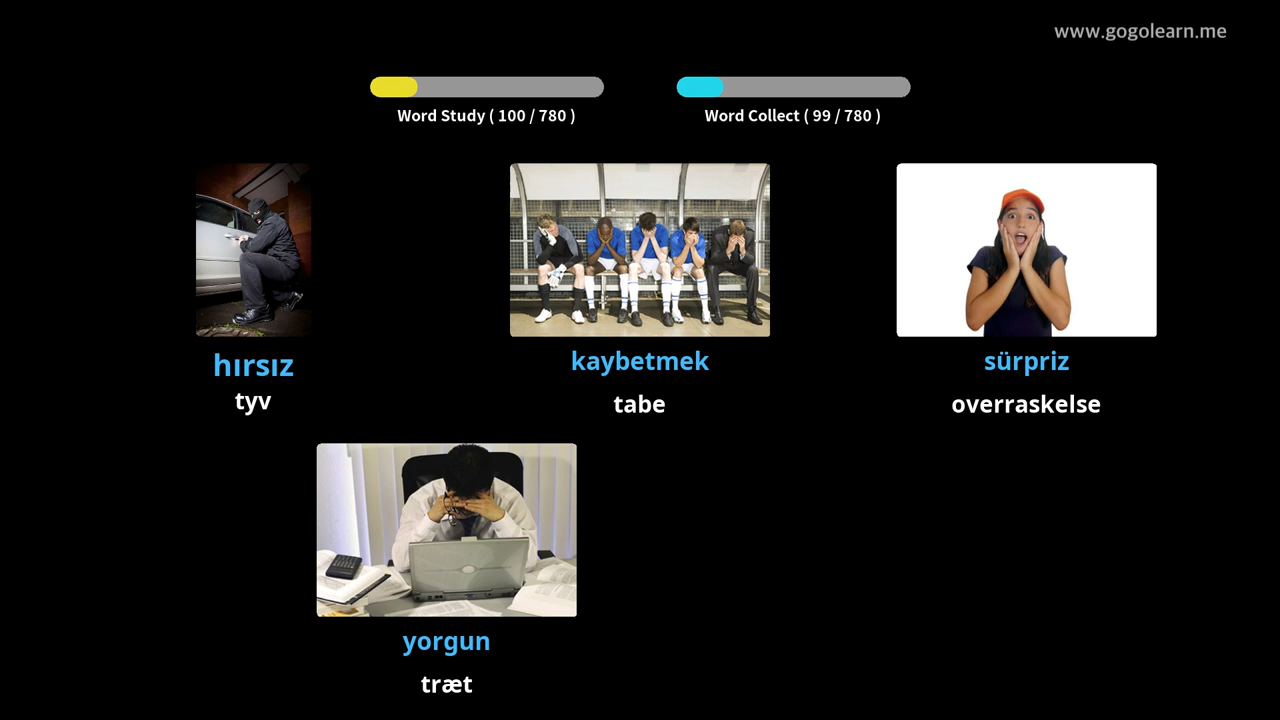 www.gogolearn.me
Word Study ( 100 / 780 )
Word Collect ( 99 / 780 )
hırsız
tyv
kaybetmek
tabe
sürpriz
overraskelse
yorgun
træt